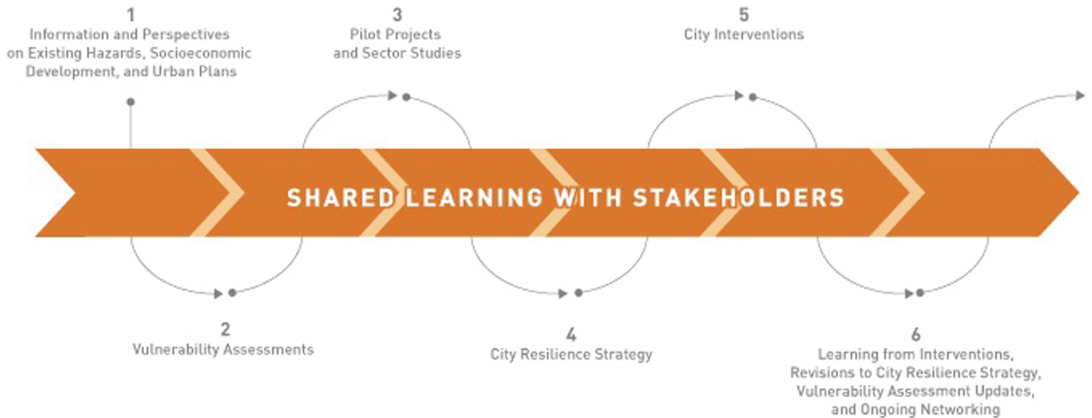 1
Information and Perspectives
on Existing Hazards, Socioeconomic
Development, and Urban Plans
3
Pilot Projects
and Sector Studies
5
City Interventions
SHARED LEARNING WITH STAKEHOLDERS
2
Vulnerability Assessments
4
City Resilience Strategy
6
Learning from Interventions,
Revisions to City Resilience Strategy,
Vulnerability Assessment Updates,
and Ongoing Networking